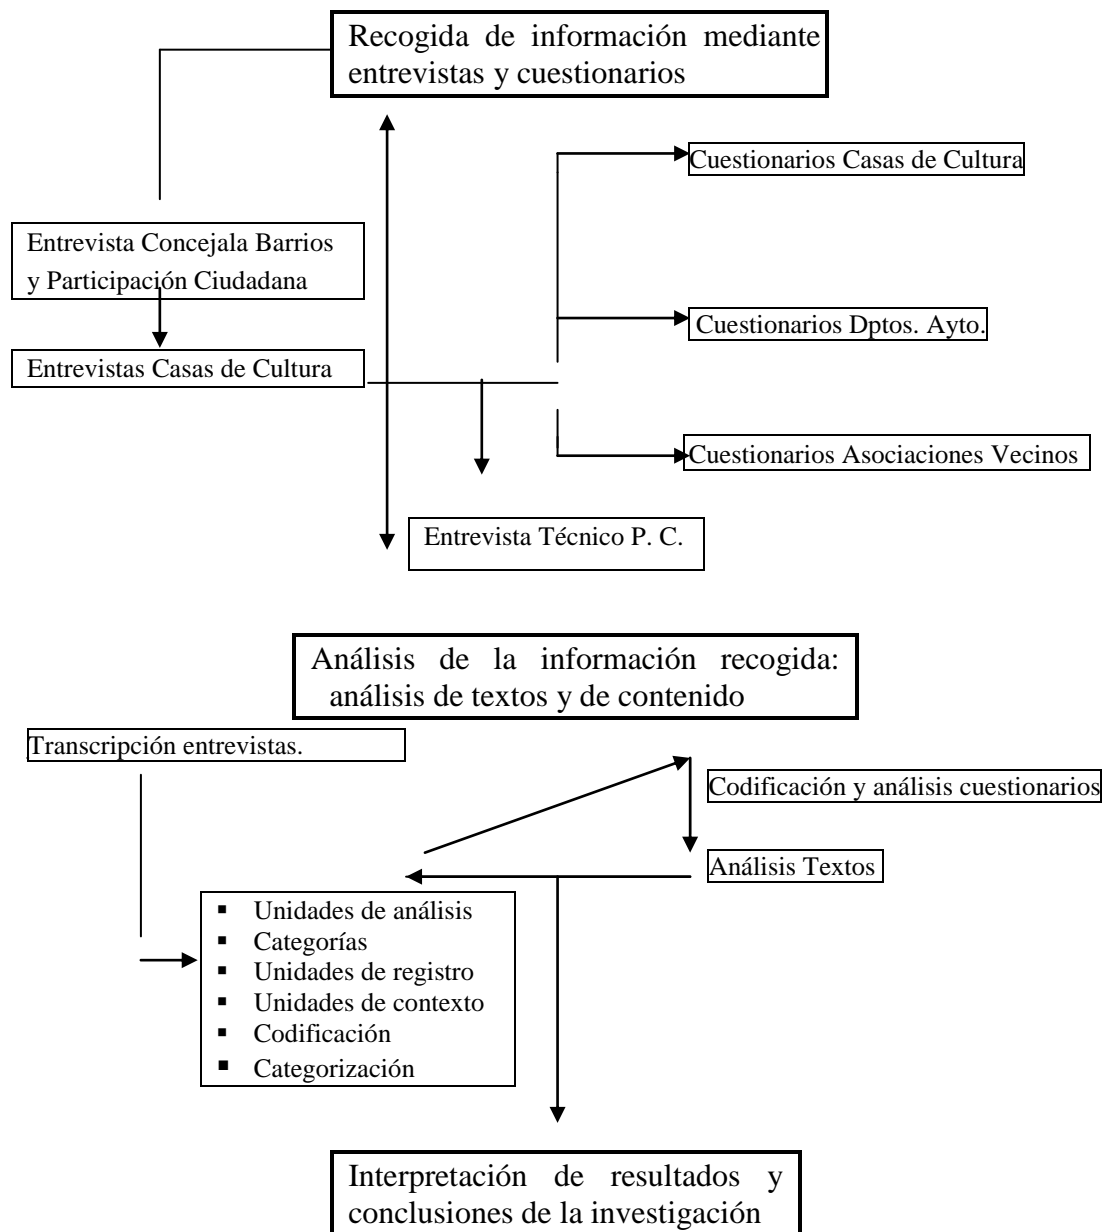 Recogida de información mediante
entrevistas y cuestionarios
Cuestionarios Casas de Cultura
Entrevista Concejala Barrios
y Participación Ciudadana
Cuestionarios Dptos. Ayto.
Entrevistas Casas de Cultura
Cuestionarios Asociaciones Vecinos
Entrevista Técnico P. C.
Análisis de la información recogida:
análisis de textos y de contenido
Transcripción entrevistas.
Codificación y análisis cuestionarios
Análisis Textos
▪ Unidades de análisis
▪ Categorías
▪ Unidades de registro
▪ Unidades de contexto
▪ Codificación
▪ Categorización
Interpretación de resultados y
conclusiones de la investigación